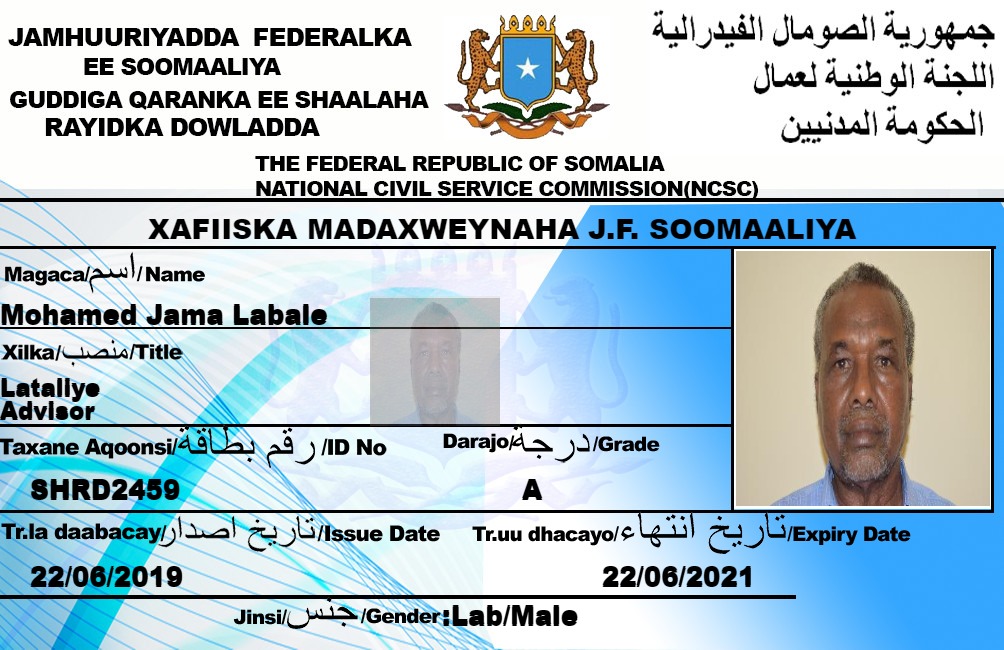 JAMHUURIYADDA FEDERALKA
EE SOOMAALIYA
GUDDIGA QARANKA EE SHAALAHA
RAYIDKA DOWLADDA
جمهورية الصومال الفيدرالية
اللجنة الوطنية لعمال
الحكومة المدنيين
THE FEDERAL REPUBLIC OF SOMALIA
NATIONAL CIVIL SERVICE COMMISSION(NCSC)
XAFIISKA MADAXWEYNAHA J.F. SOOMAALIYA
Magaca/اسم/Name
Mohamed Jama Labale
Xilka/منصب/Title
Lataliye
Advisor
Taxane Aqoonsi/رقم بطاقة/ID No Darajo/درجة/Grade
SHRD2459 A
Tr.la daabacay/تاريخ اصدار/Issue Date Tr.uu dhacayo/تاريخ انتهاء/Expiry Date
22/06/2019 22/06/2021
Jinsi/جنس/Gender:Lab/Male